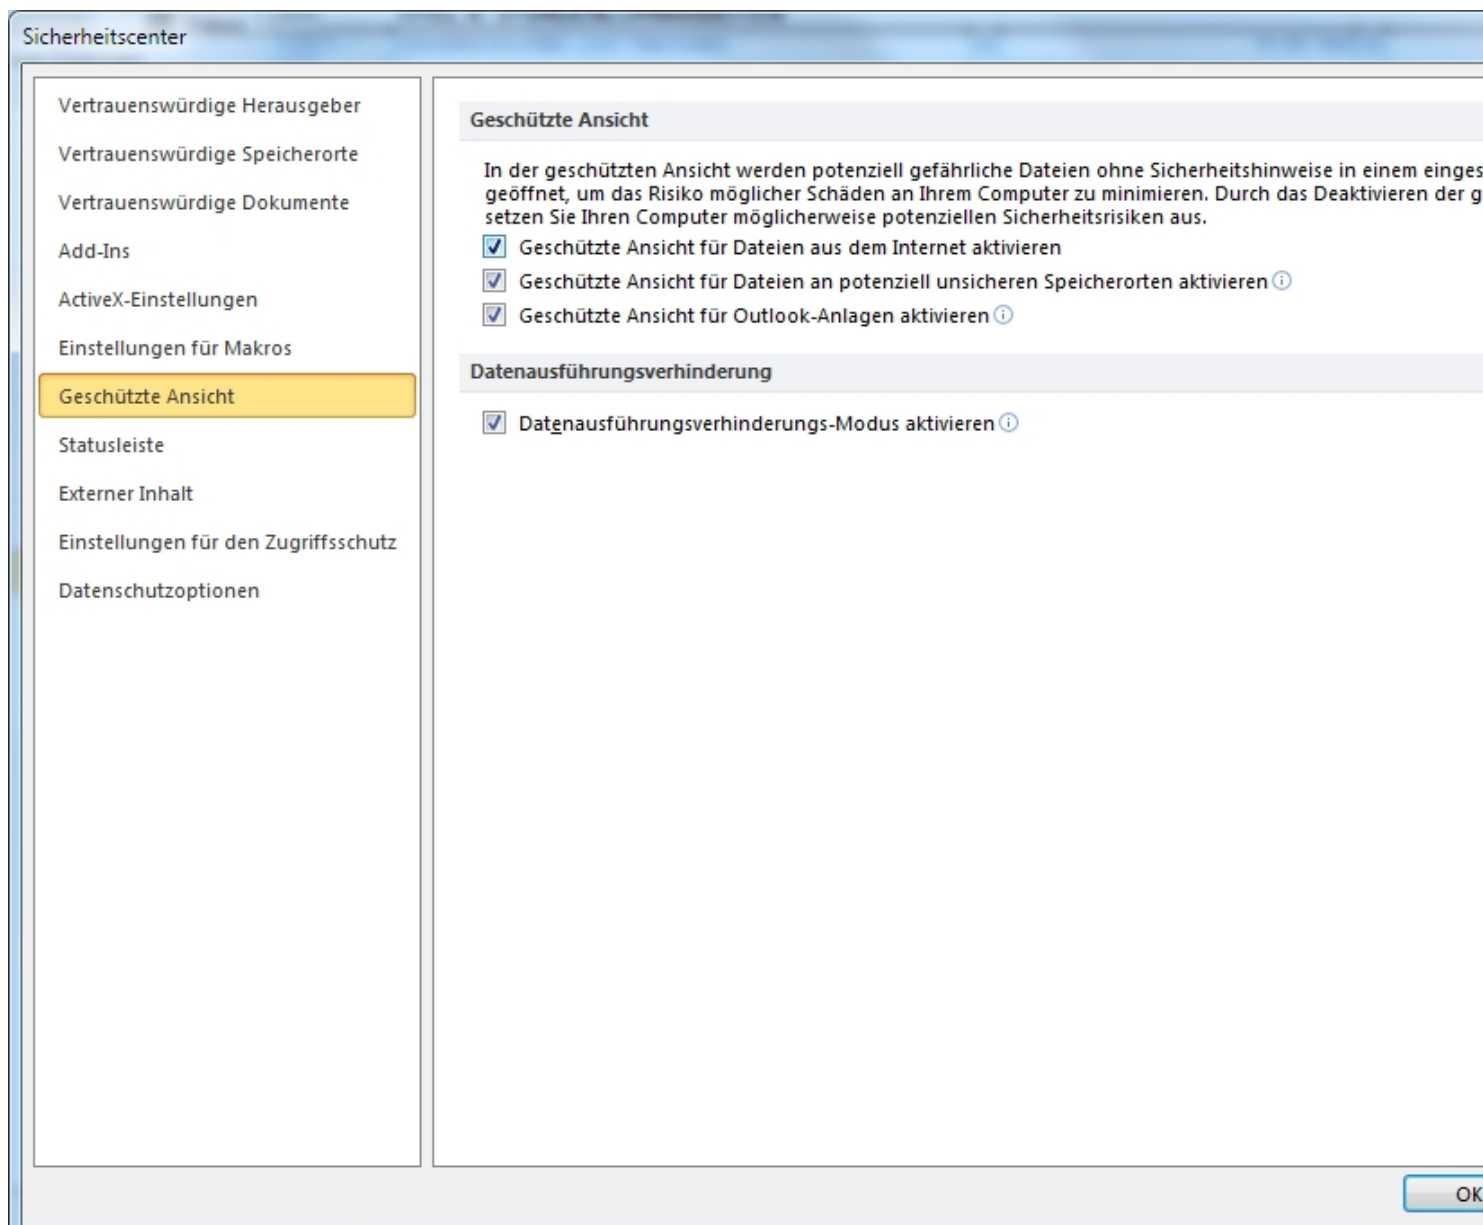 Sicherheitscenter
Vertrauenswürdige Herausgeber
Vertrauenswürdige Speicherorte
Vertrauenswürdige Dokumente
Add-Ins
ActiveX-Einstellungen
Einstellungen für Makros
Geschützte Ansicht
Statusleiste
Externer Inhalt
Einstellungen für den Zugriffsschutz
Datenschutzoptionen
Geschützte Ansicht
In der geschützten Ansicht werden potenziell gefährliche Dateien ohne Sicherheitshinweise in einem einges
geöffnet, um das Risiko möglicher Schäden an Ihrem Computer zu minimieren. Durch das Deaktivieren der g
setzen Sie Ihren Computer möglicherweise potenziellen Sicherheitsrisiken aus.
Geschützte Ansicht für Dateien aus dem Internet aktivieren
Geschützte Ansicht für Dateien an potenziell unsicheren Speicherorten aktivieren
Geschützte Ansicht für Outlook-Anlagen aktivieren
Datenausführungsverhinderung
Datenausführungsverhinderungs-Modus aktivieren
OK